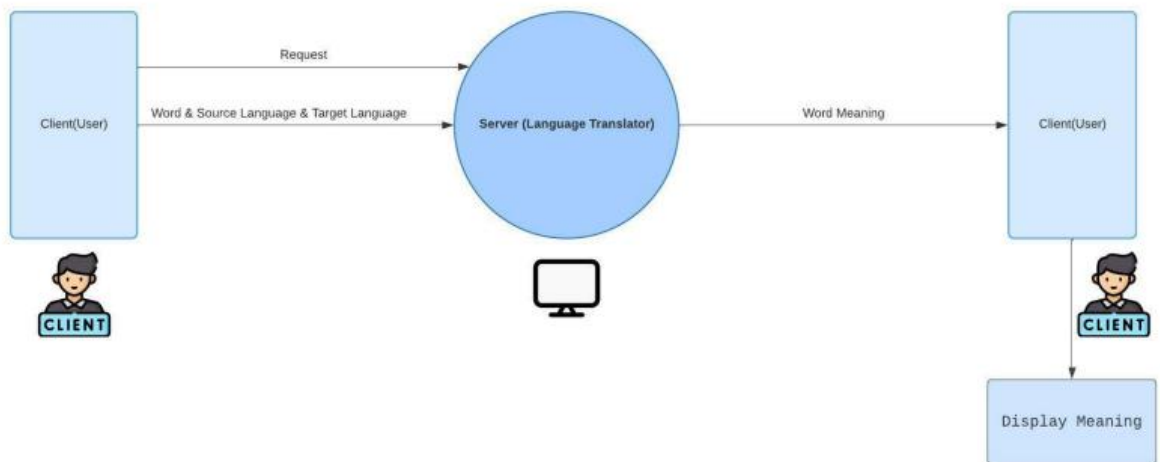 Request
Client(User)
Word & Source Language & Target Language
Server (Language Translator)
Word Meaning
Client(User)
CLIENT
CLIENT
Display Meaning